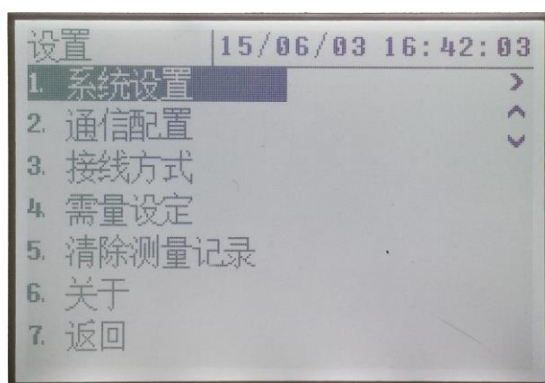 设置 15/06/03 16:42:03
1. 系统设置
2. 通信配置
3. 接线方式
4. 需量设定
5. 清除测量记录
6. 关于
7. 返回